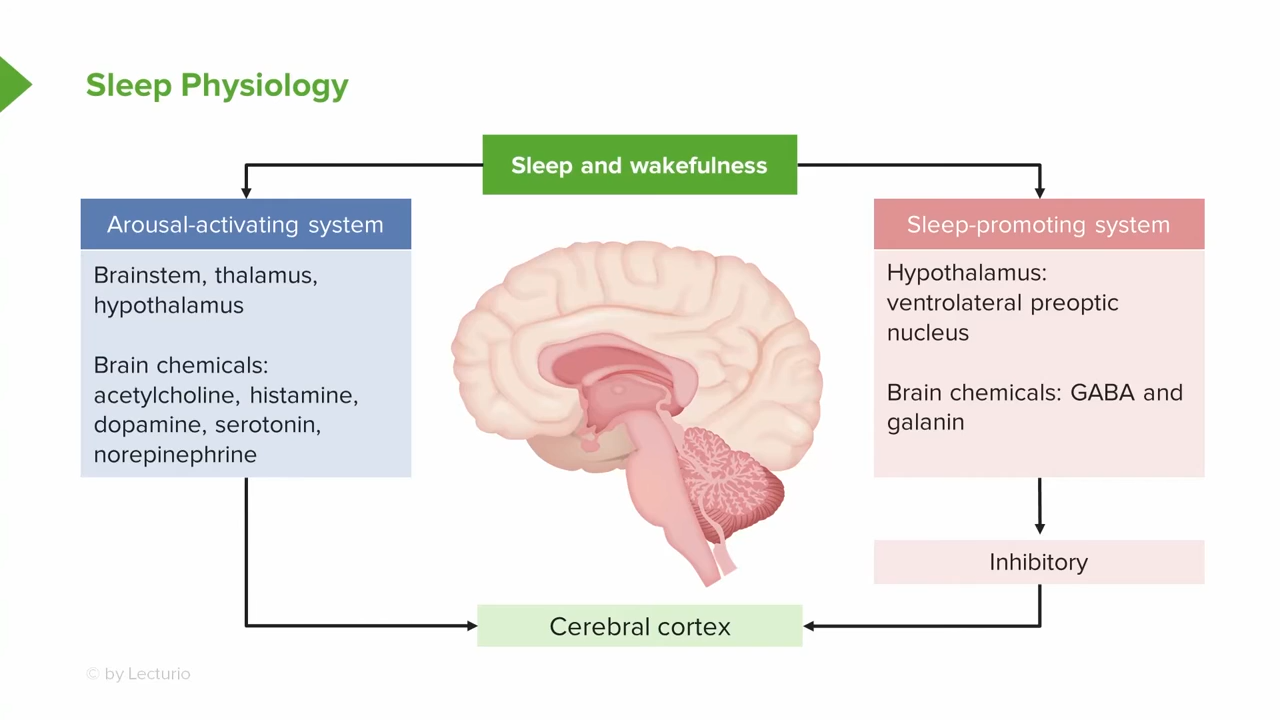 Sleep Physiology
Sleep and wakefulness
Arousal-activating system
Brainstem, thalamus,
hypothalamus
Brain chemicals:
acetylcholine, histamine,
dopamine, serotonin,
norepinephrine
Sleep-promoting system
Hypothalamus:
ventrolateral preoptic
nucleus
Brain chemicals: GABA and
galanin
Inhibitory
Cerebral cortex
© by Lecturio